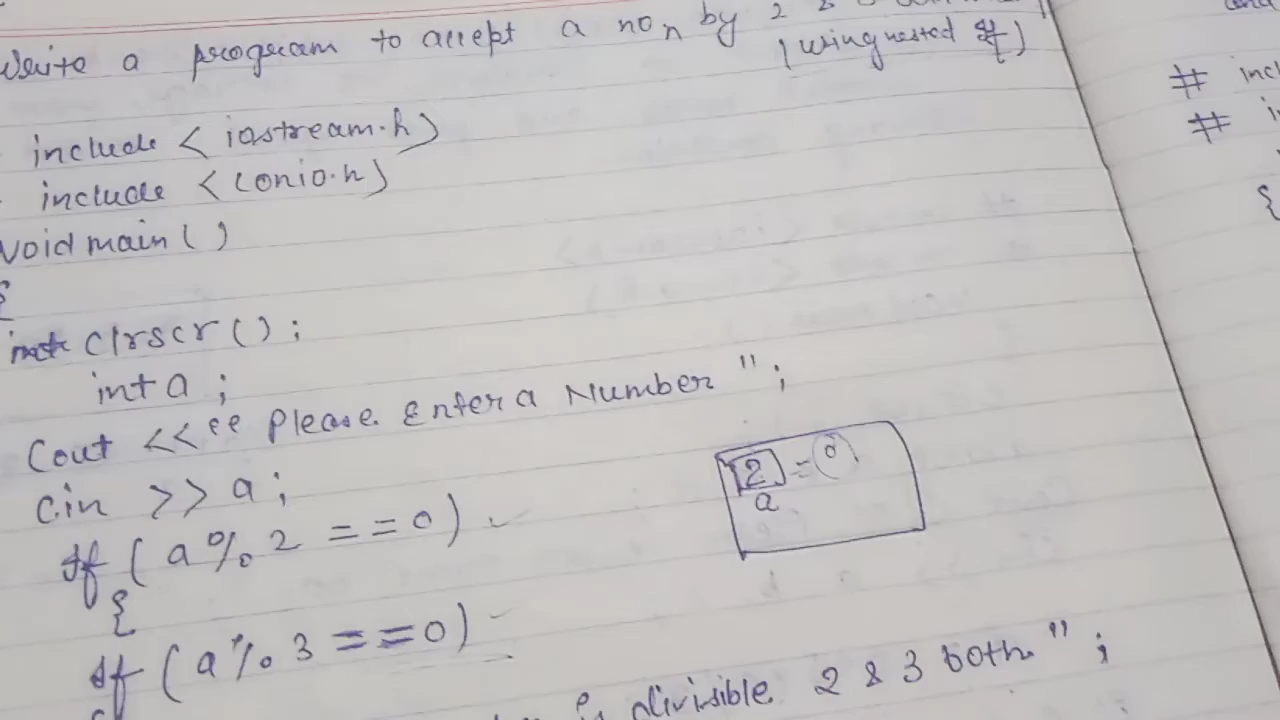 Write a program to accept a no n by 2 &
(using nested if)
include <iostream.h>
include <conio.h>
void main()
{
clrscr();
int a;
Cout <<"Please Enter a Number";
Cin >>a;
If (a%2 ==0)
{
If (a%3 ==0)
is divisible 2 & 3 both.";
2 = 0
a
# incl
#
{